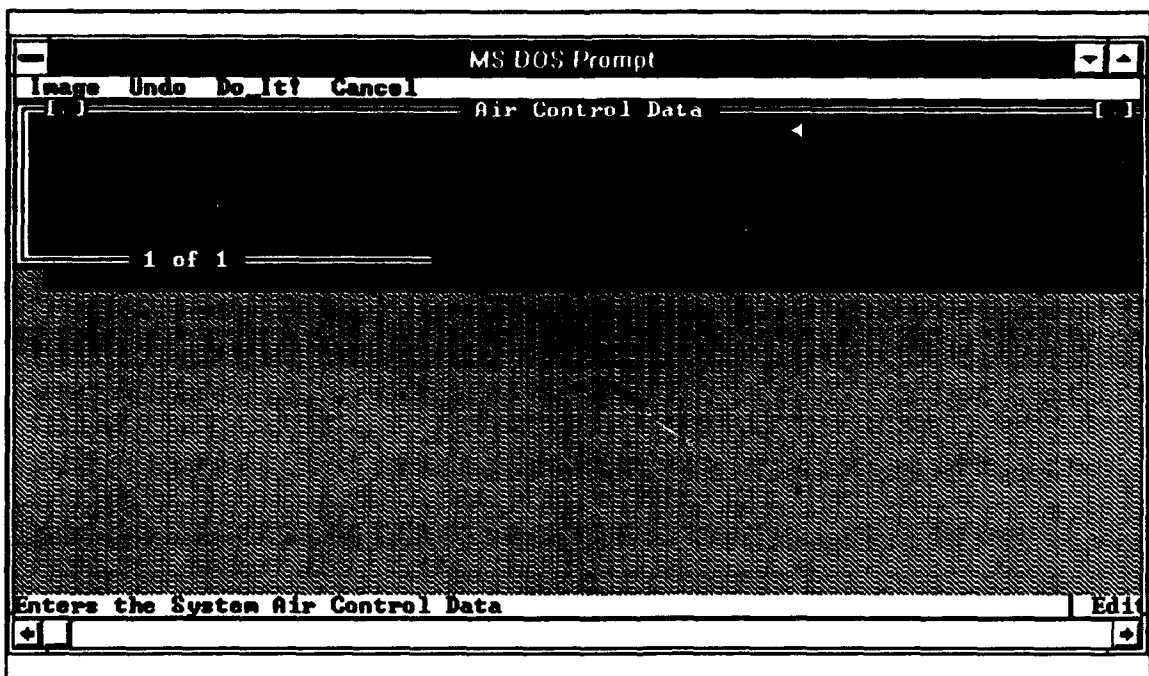 MS-DOS Prompt
Image Undo Do_It! Cancel
Air Control Data
1 of 1
Enters the System Air Control Data Edit